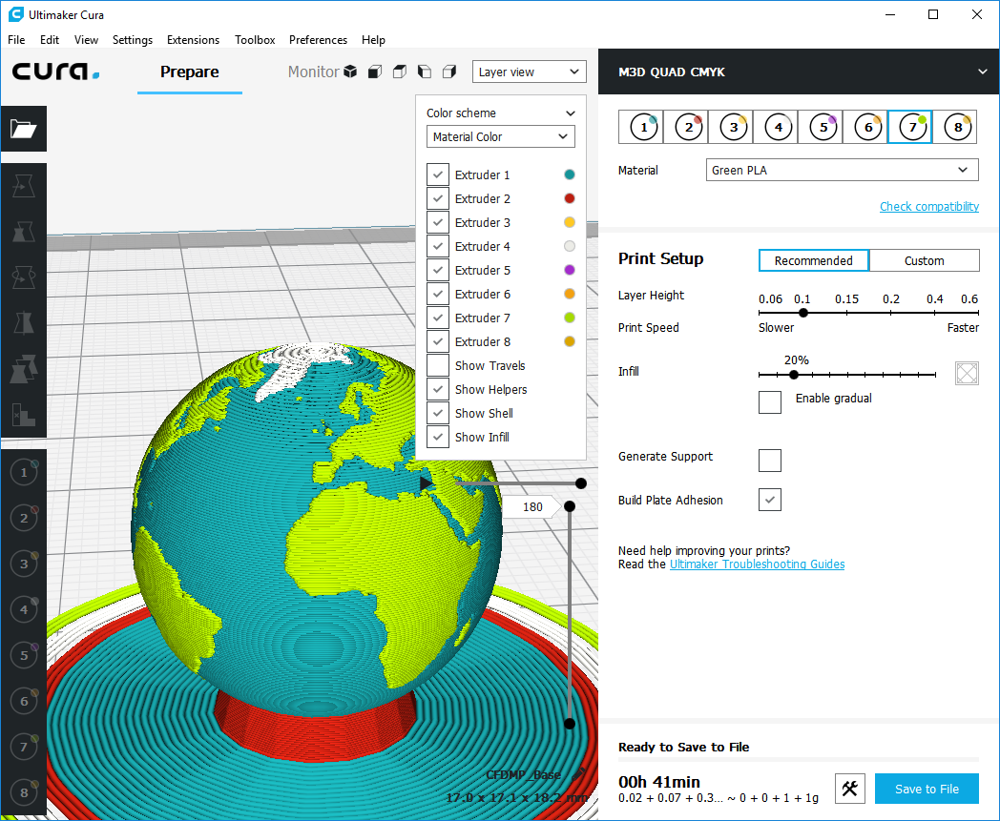 Ultimaker Cura
File Edit View Settings Extensions Toolbox Preferences Help
cura.
Prepare
Monitor
Layer view
M3D QUAD CMYK
Color scheme
Material Color
Extruder 1
Extruder 2
Extruder 3
Extruder 4
Extruder 5
Extruder 6
Extruder 7
Extruder 8
Show Travels
Show Helpers
Show Shell
Show Infill
180
1
2
3
4
5
6
7
8
CFDMP_Base
17.0 x 17.1 x 18.2 mm
1 2 3 4 5 6 7 8
Material Green PLA
Check compatibility
Print Setup Recommended Custom
Layer Height 0.06 0.1 0.15 0.2 0.4 0.6
Print Speed Slower Faster
20%
Infill
Enable gradual
Generate Support
Build Plate Adhesion
Need help improving your prints?
Read the Ultimaker Troubleshooting Guides
Ready to Save to File
00h 41min
0.02 + 0.07 + 0.3... ~ 0 + 0 + 1 + 1g
Save to File